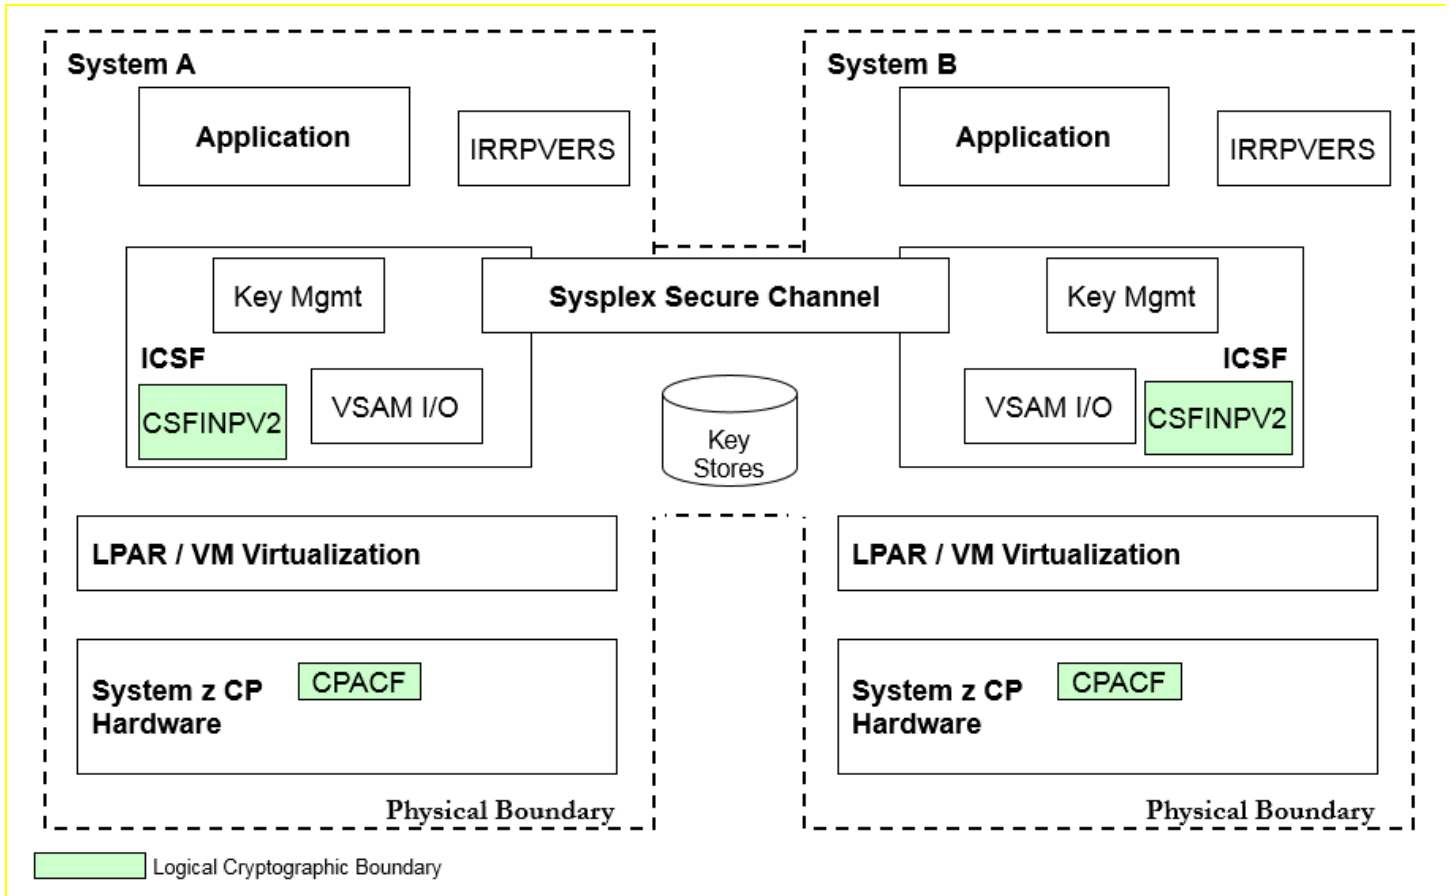 System A
System B
Application
IRRPVERS
Application
IRRPVERS
Key Mgmt
Sysplex Secure Channel
Key Mgmt
ICSF
ICSF
CSFINPV2
VSAM I/O
Key
Stores
VSAM I/O
CSFINPV2
LPAR / VM Virtualization
LPAR / VM Virtualization
System z CP
Hardware
CPACF
System z CP
Hardware
CPACF
Physical Boundary
Physical Boundary
Logical Cryptographic Boundary